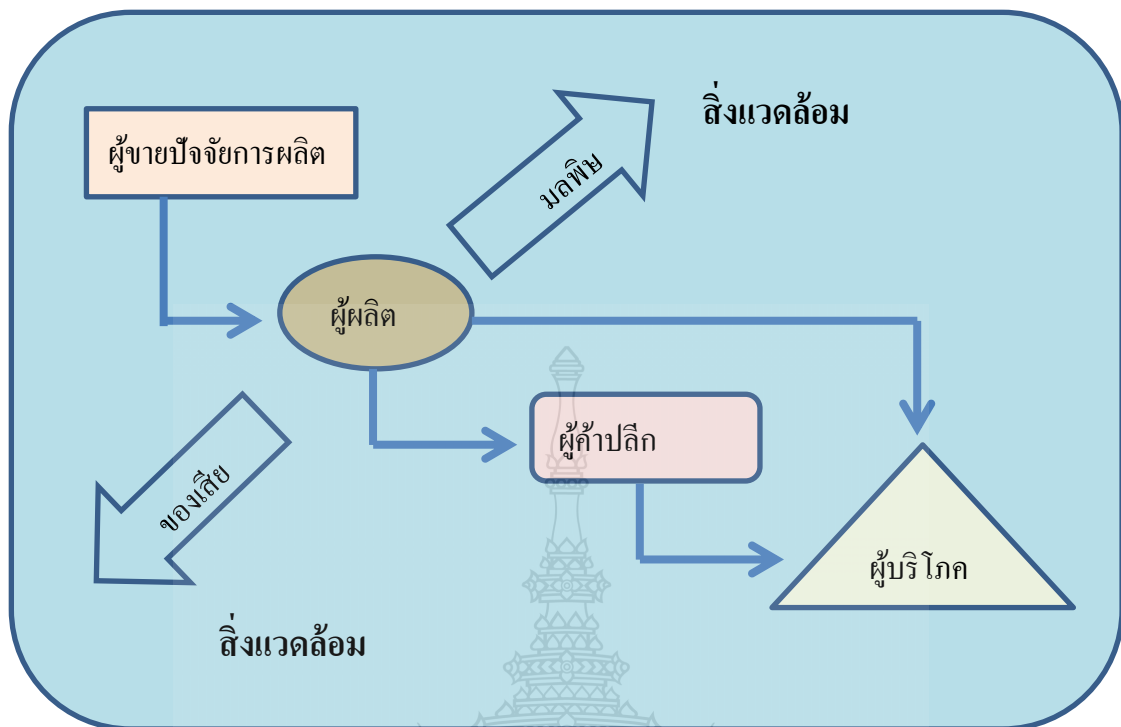 สิ่งแวดล้อม
ผู้ขายปัจจัยการผลิต
มลพิษ
ผู้ผลิต
ผู้ค้าปลีก
ของเสีย
ผู้บริโภค
สิ่งแวดล้อม